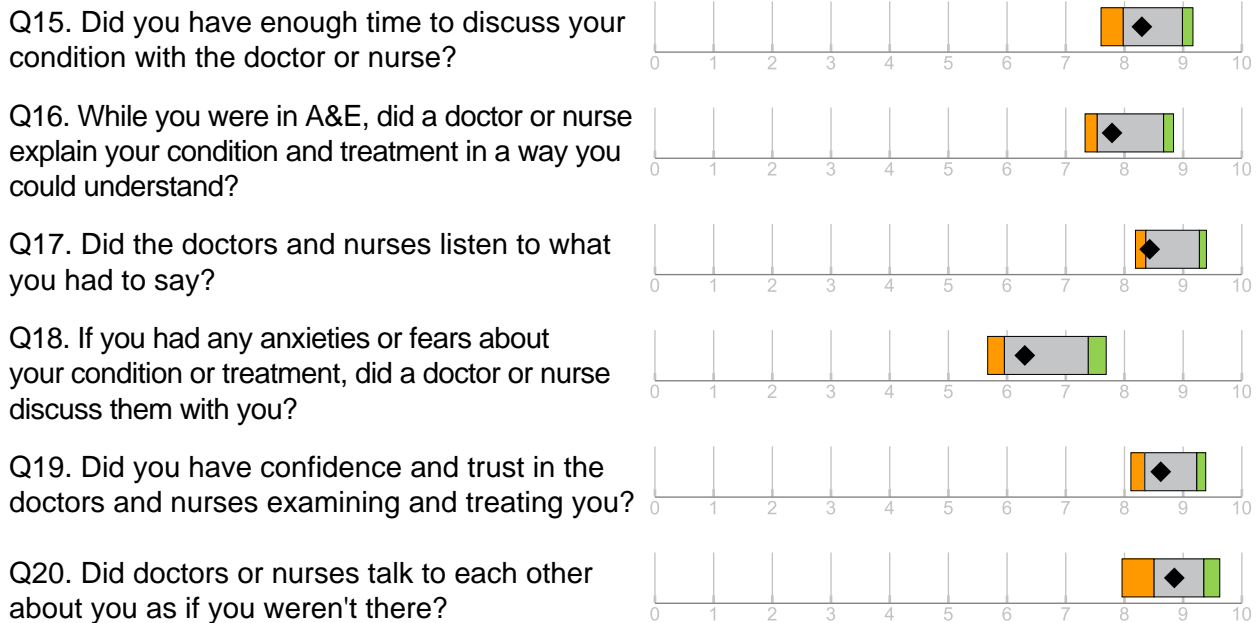 Q15. Did you have enough time to discuss your
condition with the doctor or nurse?
0 1 2 3 4 5 6 7 8 9 10
Q16. While you were in A&E, did a doctor or nurse
explain your condition and treatment in a way you
could understand?
0 1 2 3 4 5 6 7 8 9 10
Q17. Did the doctors and nurses listen to what
you had to say?
0 1 2 3 4 5 6 7 8 9 10
Q18. If you had any anxieties or fears about
your condition or treatment, did a doctor or nurse
discuss them with you?
0 1 2 3 4 5 6 7 8 9 10
Q19. Did you have confidence and trust in the
doctors and nurses examining and treating you?
0 1 2 3 4 5 6 7 8 9 10
Q20. Did doctors or nurses talk to each other
about you as if you weren't there?
0 1 2 3 4 5 6 7 8 9 10